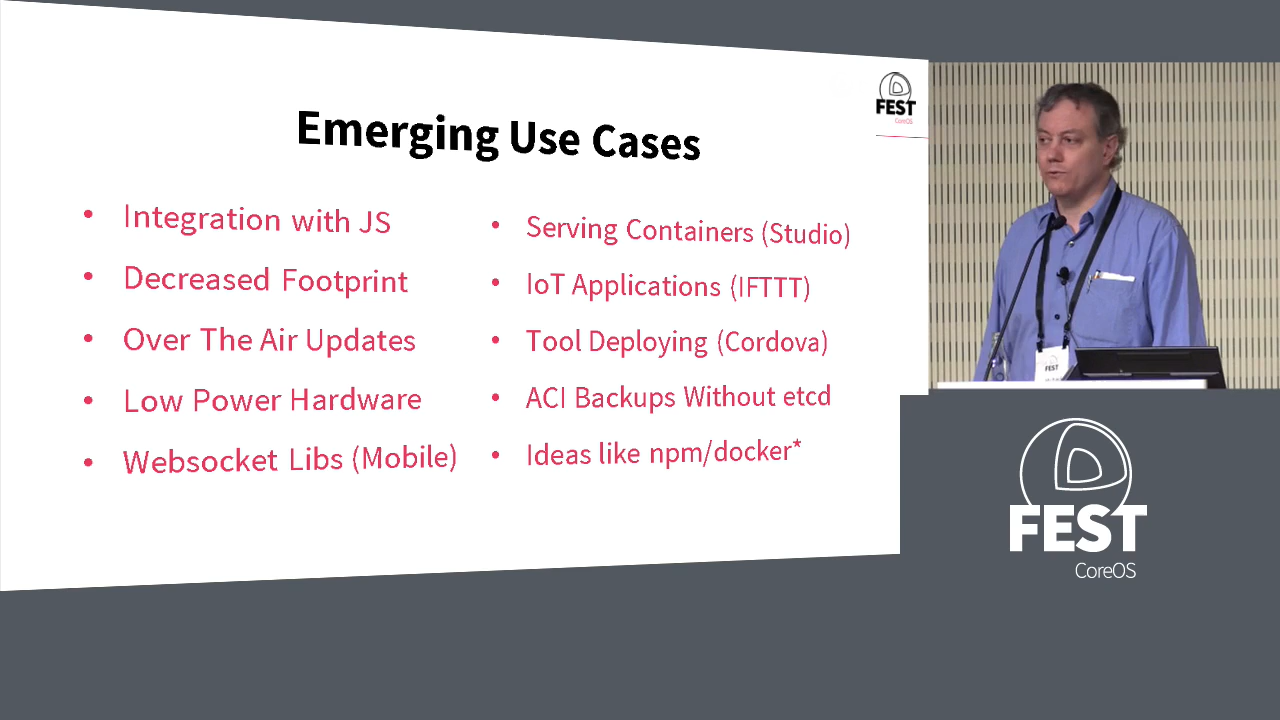 Emerging Use Cases
FEST
CoreOS
Integration with JS
Decreased Footprint
Over The Air Updates
Low Power Hardware
Websocket Libs (Mobile)
Serving Containers (Studio)
IoT Applications (IFTTT)
Tool Deploying (Cordova)
ACI Backups Without etcd
Ideas like npm/docker*
FEST
FEST
CoreOS